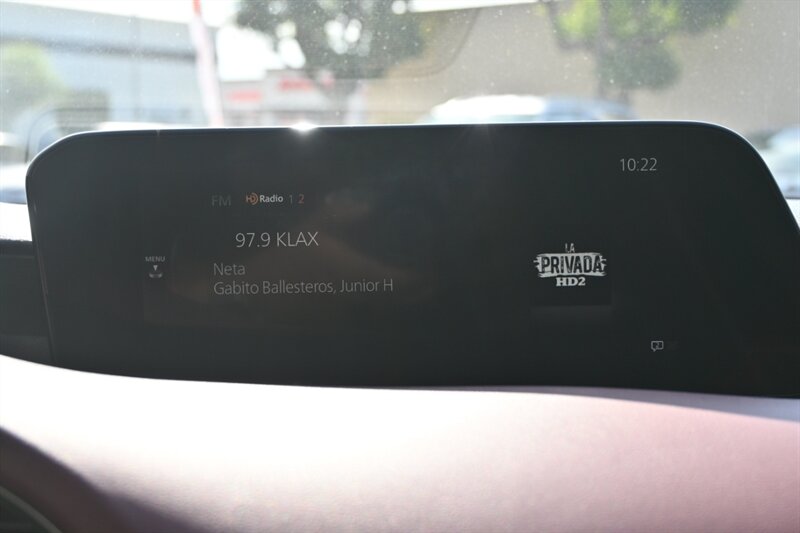 10:22
FM HD Radio 1 2
97.9 KLAX
MENU
Neta
Gabito Ballesteros, Junior H
LA
PRIVADA
HD2